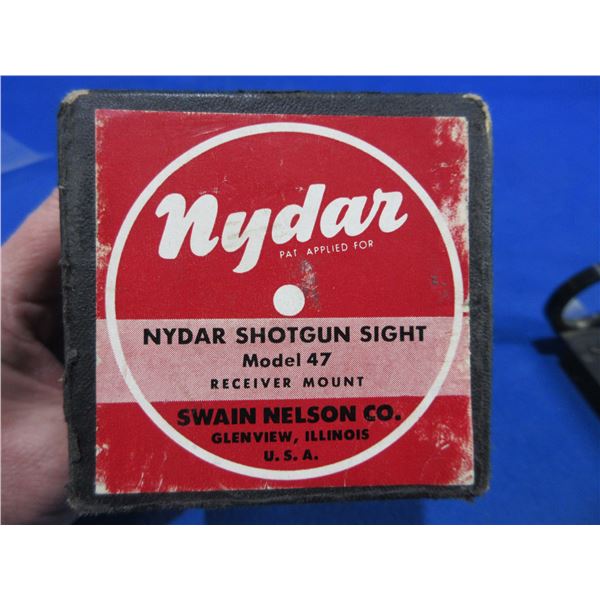 Nydar
PAT APPLIED FOR
NYDAR SHOTGUN SIGHT
Model 47
RECEIVER MOUNT
SWAIN NELSON CO.
GLENVIEW, ILLINOIS
U. S. A.